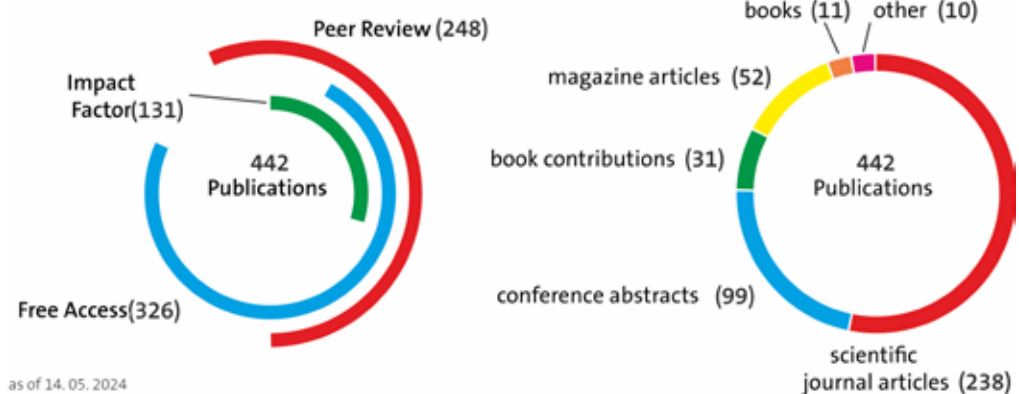 Peer Review (248)
Impact
Factor(131)
442
Publications
Free Access(326)
as of 14. 05. 2024
books (11)
other (10)
magazine articles (52)
book contributions (31)
442
Publications
conference abstracts (99)
scientific
journal articles (238)